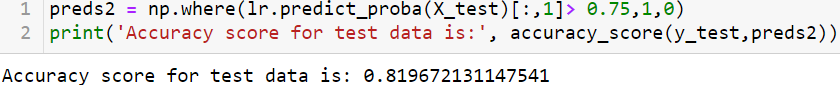 1 preds2 = np.where(lr.predict_proba(X_test)[:,1]> 0.75,1,0)
2 print('Accuracy score for test data is:', accuracy_score(y_test,preds2))
Accuracy score for test data is: 0.819672131147541